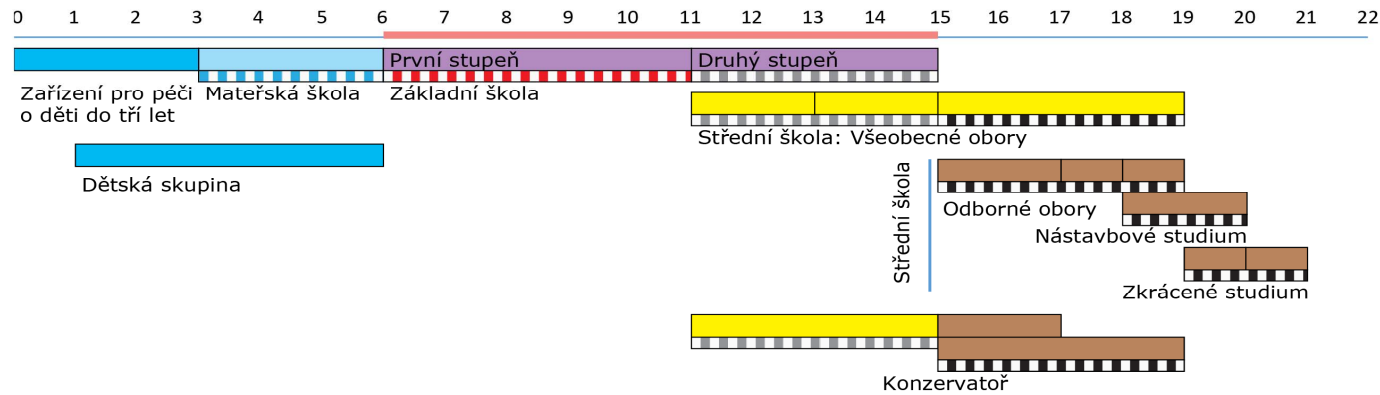 0 1 2 3 4 5 6 7 8 9 10 11 12 13 14 15 16 17 18 19 20 21 22
První stupeň Druhý stupeň
Zařízení pro péči Mateřská škola Základní škola
o děti do tří let
Střední škola: Všeobecné obory
Dětská skupina
Střední škola
Odborné obory
Nástavbové studium
Zkrácené studium
Konzervatoř